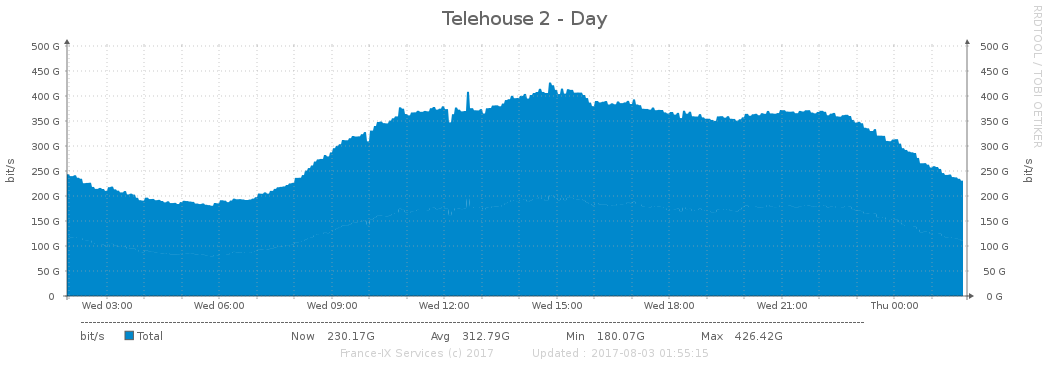 Telehouse 2 - Day
RRDTOOL / TOBI OETIKER
bit/s
500 G 500 G
450 G 450 G
400 G 400 G
350 G 350 G
300 G 300 G
250 G 250 G
200 G 200 G
150 G 150 G
100 G 100 G
50 G 50 G
0 0 G
bit/s
Wed 03:00 Wed 06:00 Wed 09:00 Wed 12:00 Wed 15:00 Wed 18:00 Wed 21:00 Thu 00:00
bit/s Total Now 230.17G Avg 312.79G Min 180.07G Max 426.42G
France-IX Services (c) 2017 Updated : 2017-08-03 01:55:15